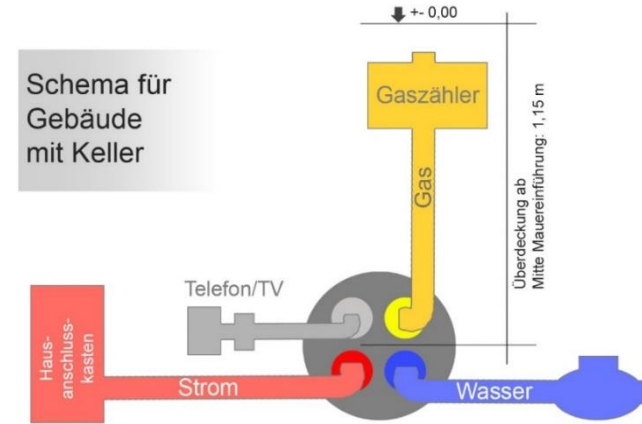 +- 0,00
Schema für
Gebäude
mit Keller
Gaszähler
Gas
Überdeckung ab
Mitte Mauereinführung: 1,15 m
Telefon/TV
Haus-
anschluss-
kasten
Strom
Wasser